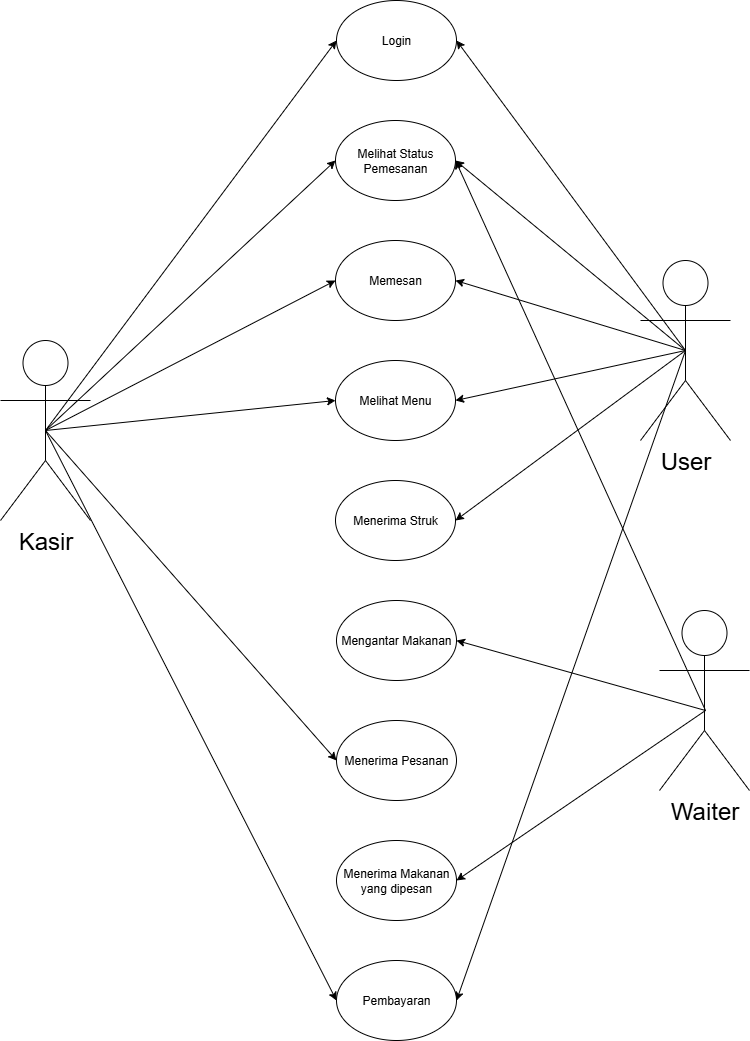 Login
Melihat Status
Pemesanan
Memesan
Melihat Menu
User
Menerima Struk
Kasir
Mengantar Makanan
Menerima Pesanan
Waiter
Menerima Makanan
yang dipesan
Pembayaran